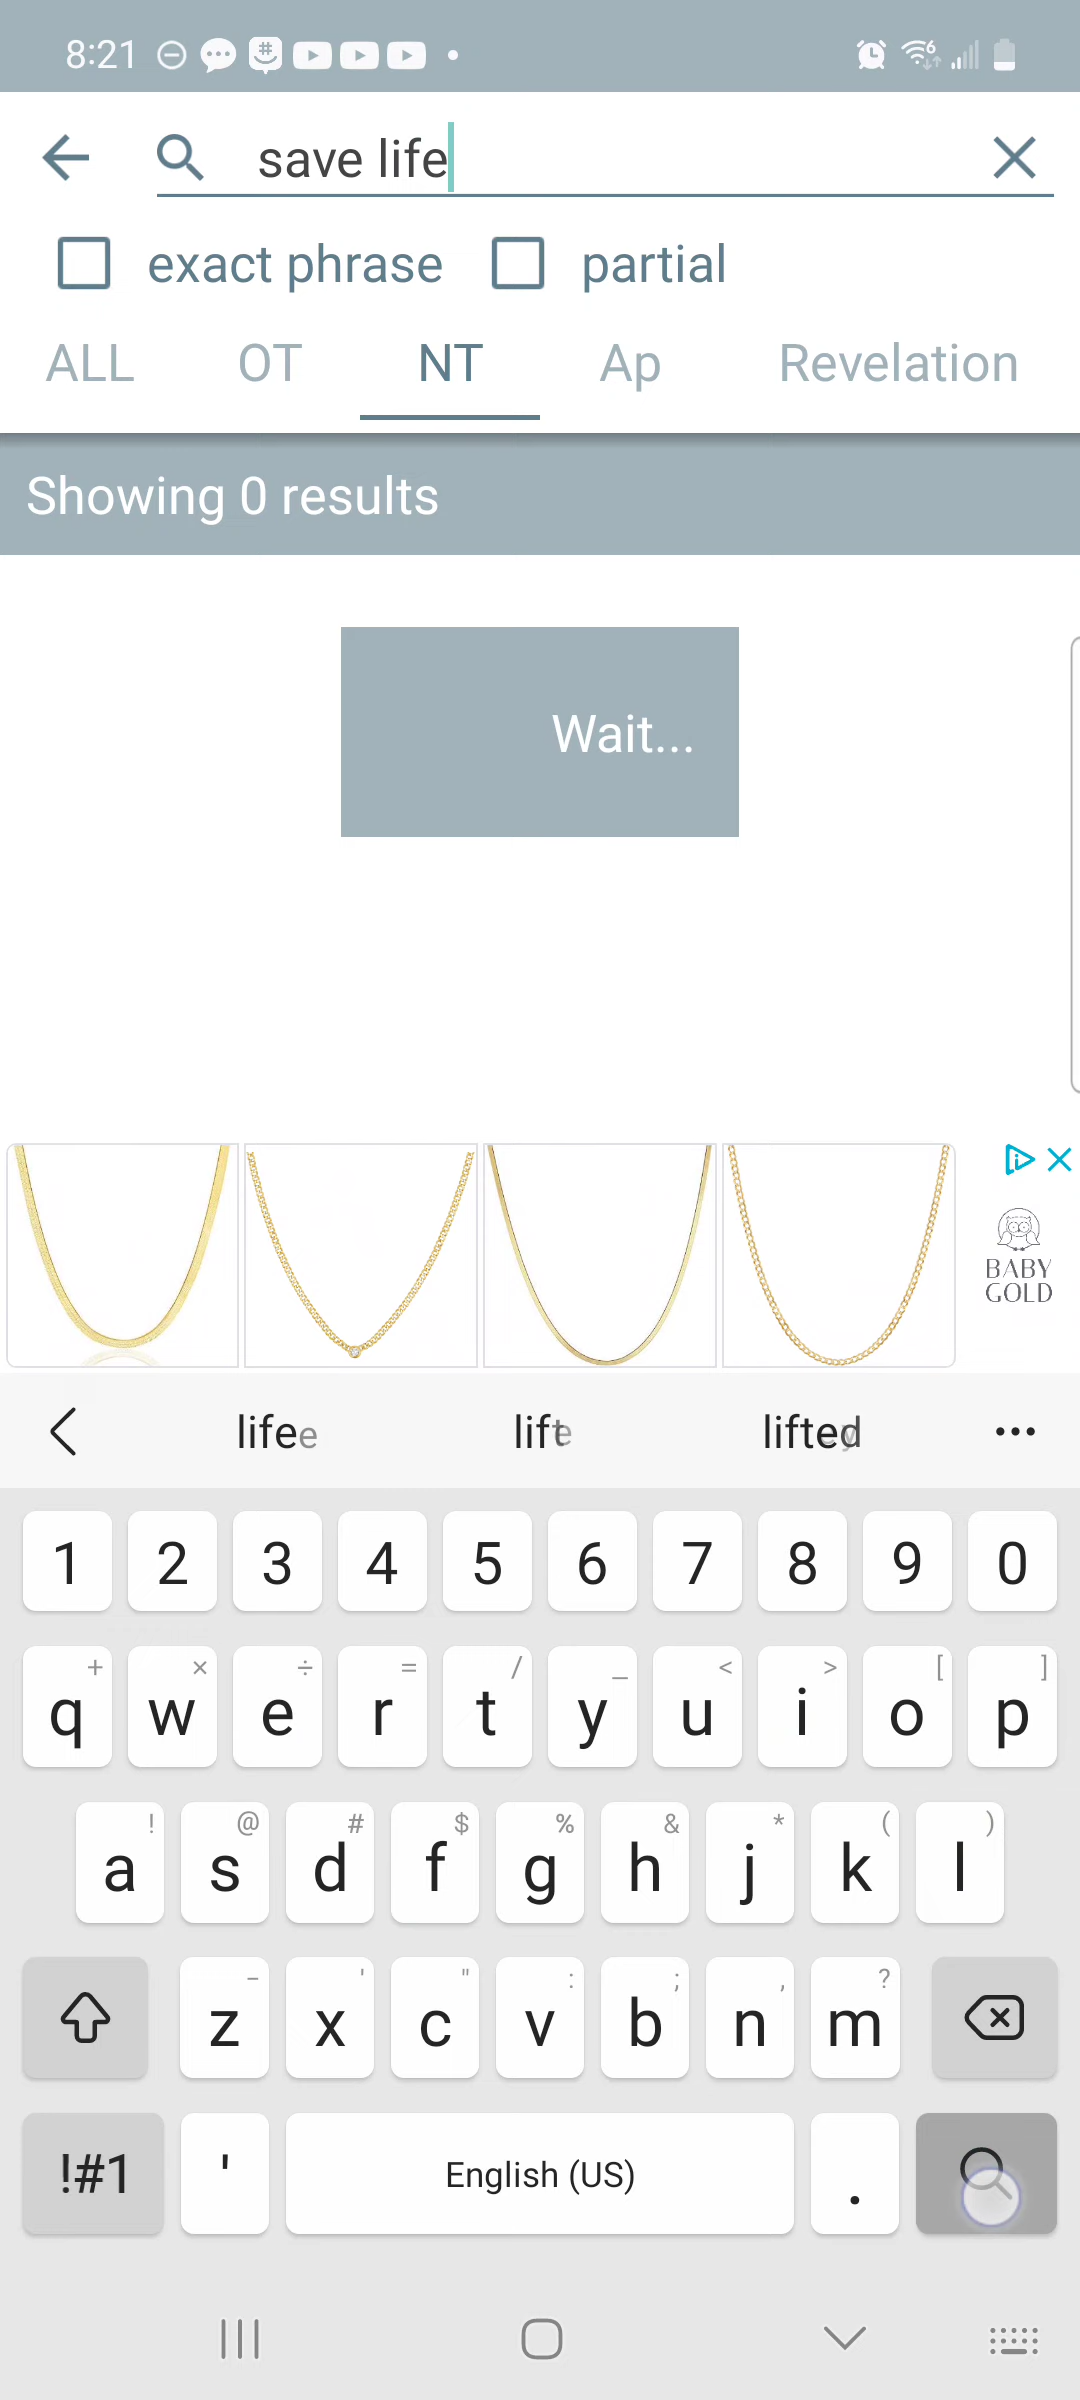 8:21
save life
exact phrase partial
ALL OT NT Ap Revelation
Showing 0 results
Wait...
BABY
GOLD
life lift lifted
1 2 3 4 5 6 7 8 9 0
+ × ÷ = / _ < > [ ]
q w e r t y u i o p
! @ # $ % & * ( )
a s d f g h j k l
- ' " : ; , ?
z x c v b n m
!#1 ' English (US) .